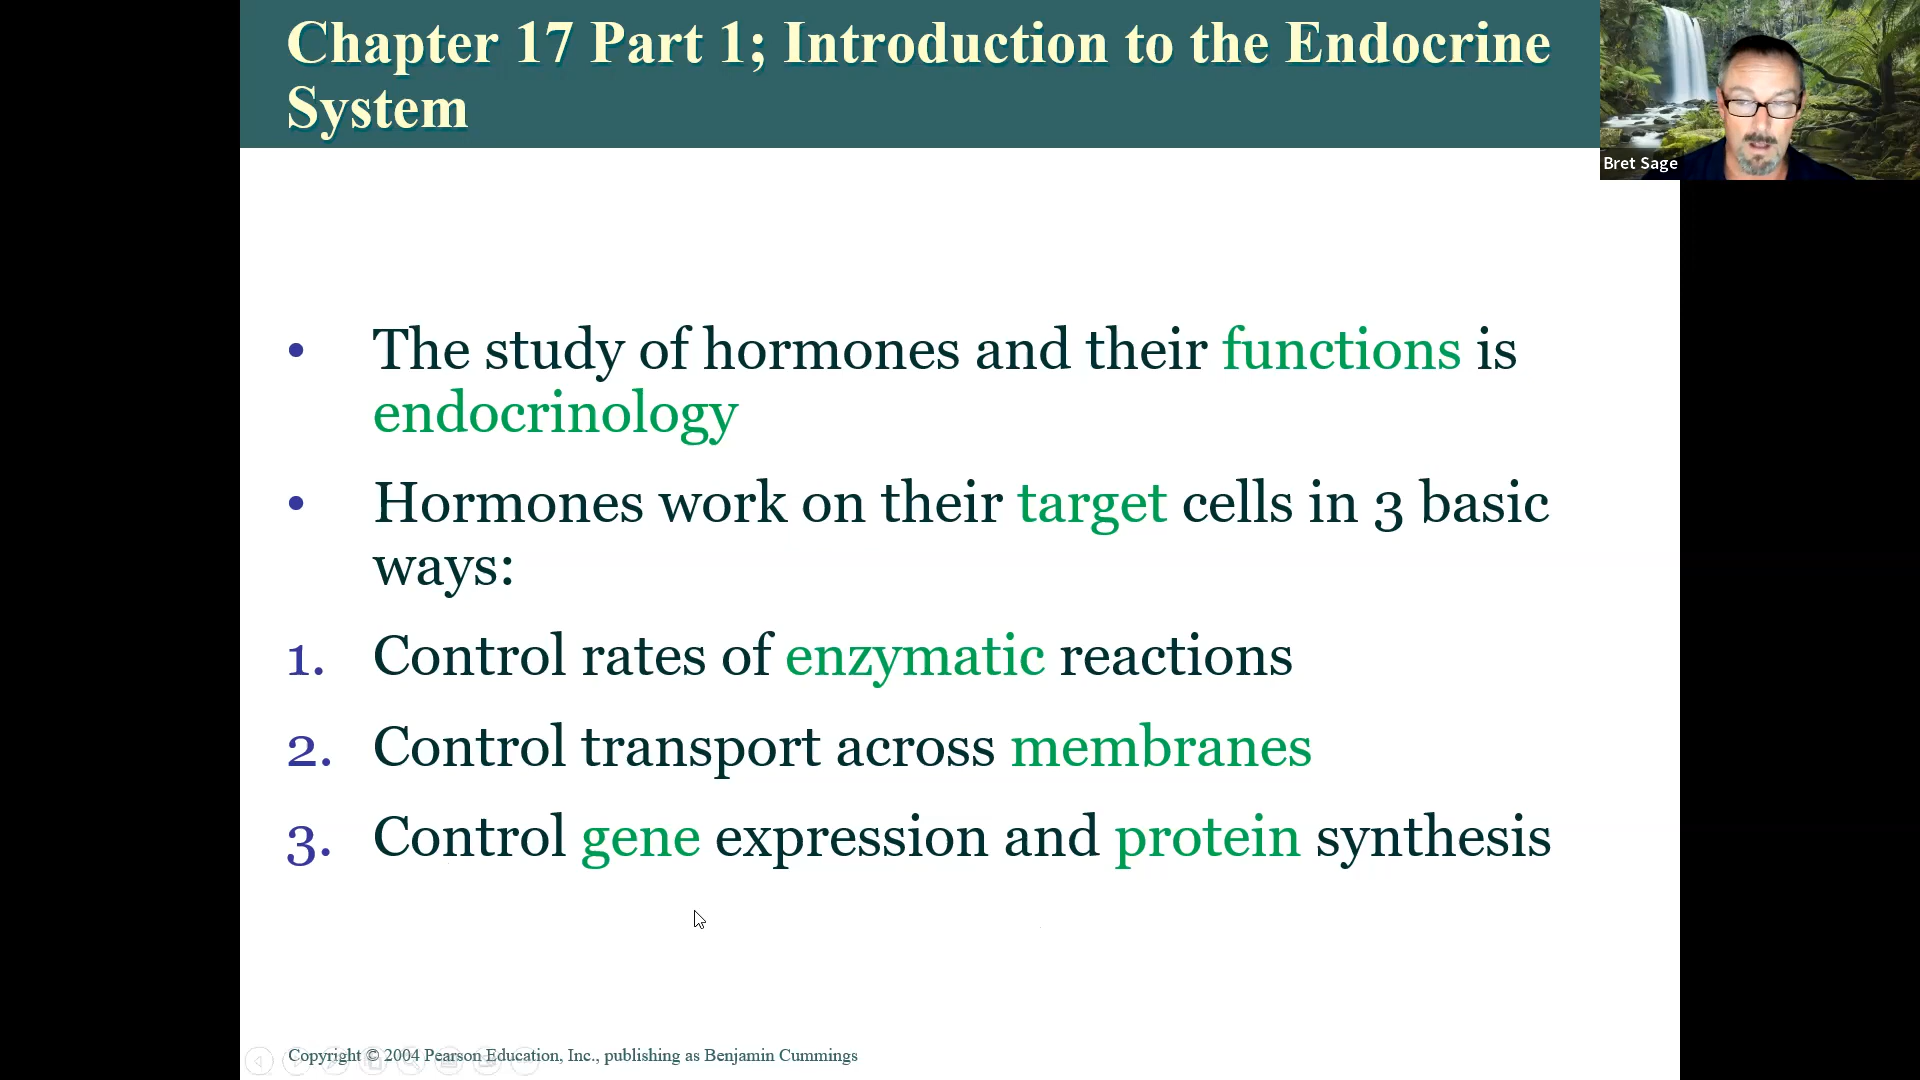 Chapter 17 Part 1; Introduction to the Endocrine
System
Bret Sage
• The study of hormones and their functions is
endocrinology
• Hormones work on their target cells in 3 basic
ways:
1. Control rates of enzymatic reactions
2. Control transport across membranes
3. Control gene expression and protein synthesis
Copyright © 2004 Pearson Education, Inc., publishing as Benjamin Cummings